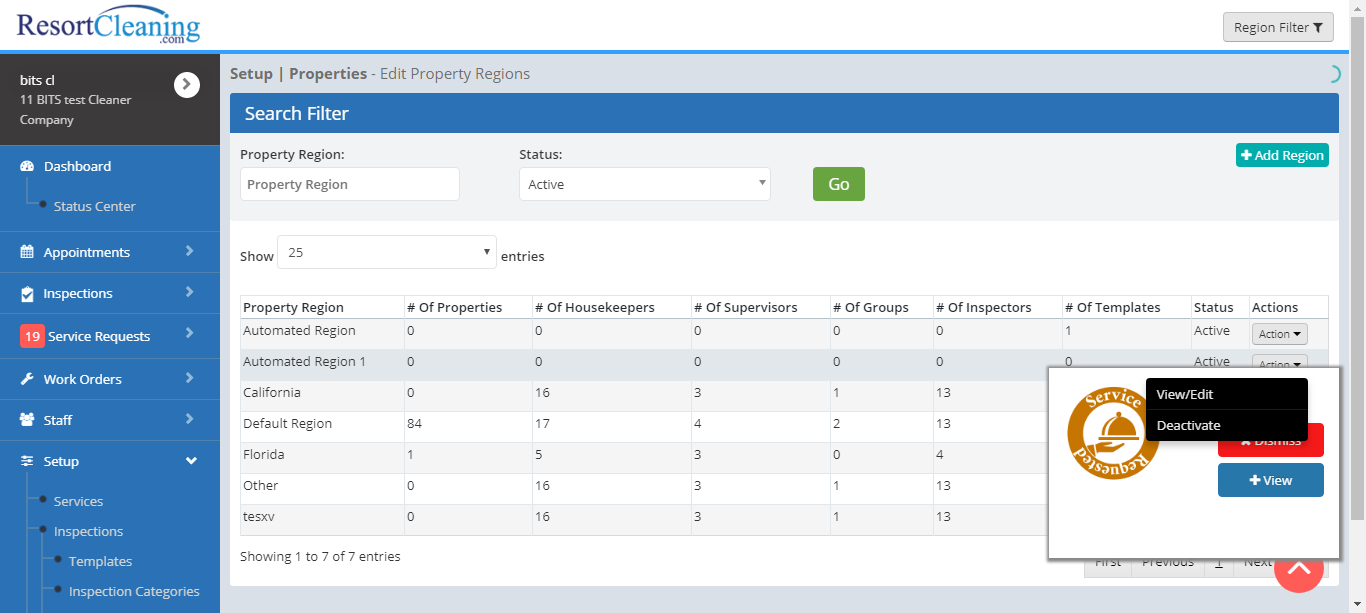 ResortCleaning
.com
Region Filter
bits cl
11 BITS test Cleaner
Company
Dashboard
Status Center
Appointments
Inspections
19 Service Requests
Work Orders
Staff
Setup
Services
Inspections
Templates
Inspection Categories
Setup | Properties - Edit Property Regions
Search Filter
Property Region:
Status:
Add Region
Property Region
Active
Go
Show 25 entries
Property Region # Of Properties # Of Housekeepers # Of Supervisors # Of Groups # Of Inspectors # Of Templates Status Actions
Automated Region 0 0 0 0 0 1 Active Action
Automated Region 1 0 0 0 0 0 0 Active Action
California 0 16 3 1 13
Default Region 84 17 4 2 13
Florida 1 5 3 0 4
Other 0 16 3 1 13
tesxv 0 16 3 1 13
Service
Requested
View/Edit
Deactivate
Dismiss
View
Showing 1 to 7 of 7 entries
First Previous 1 Next